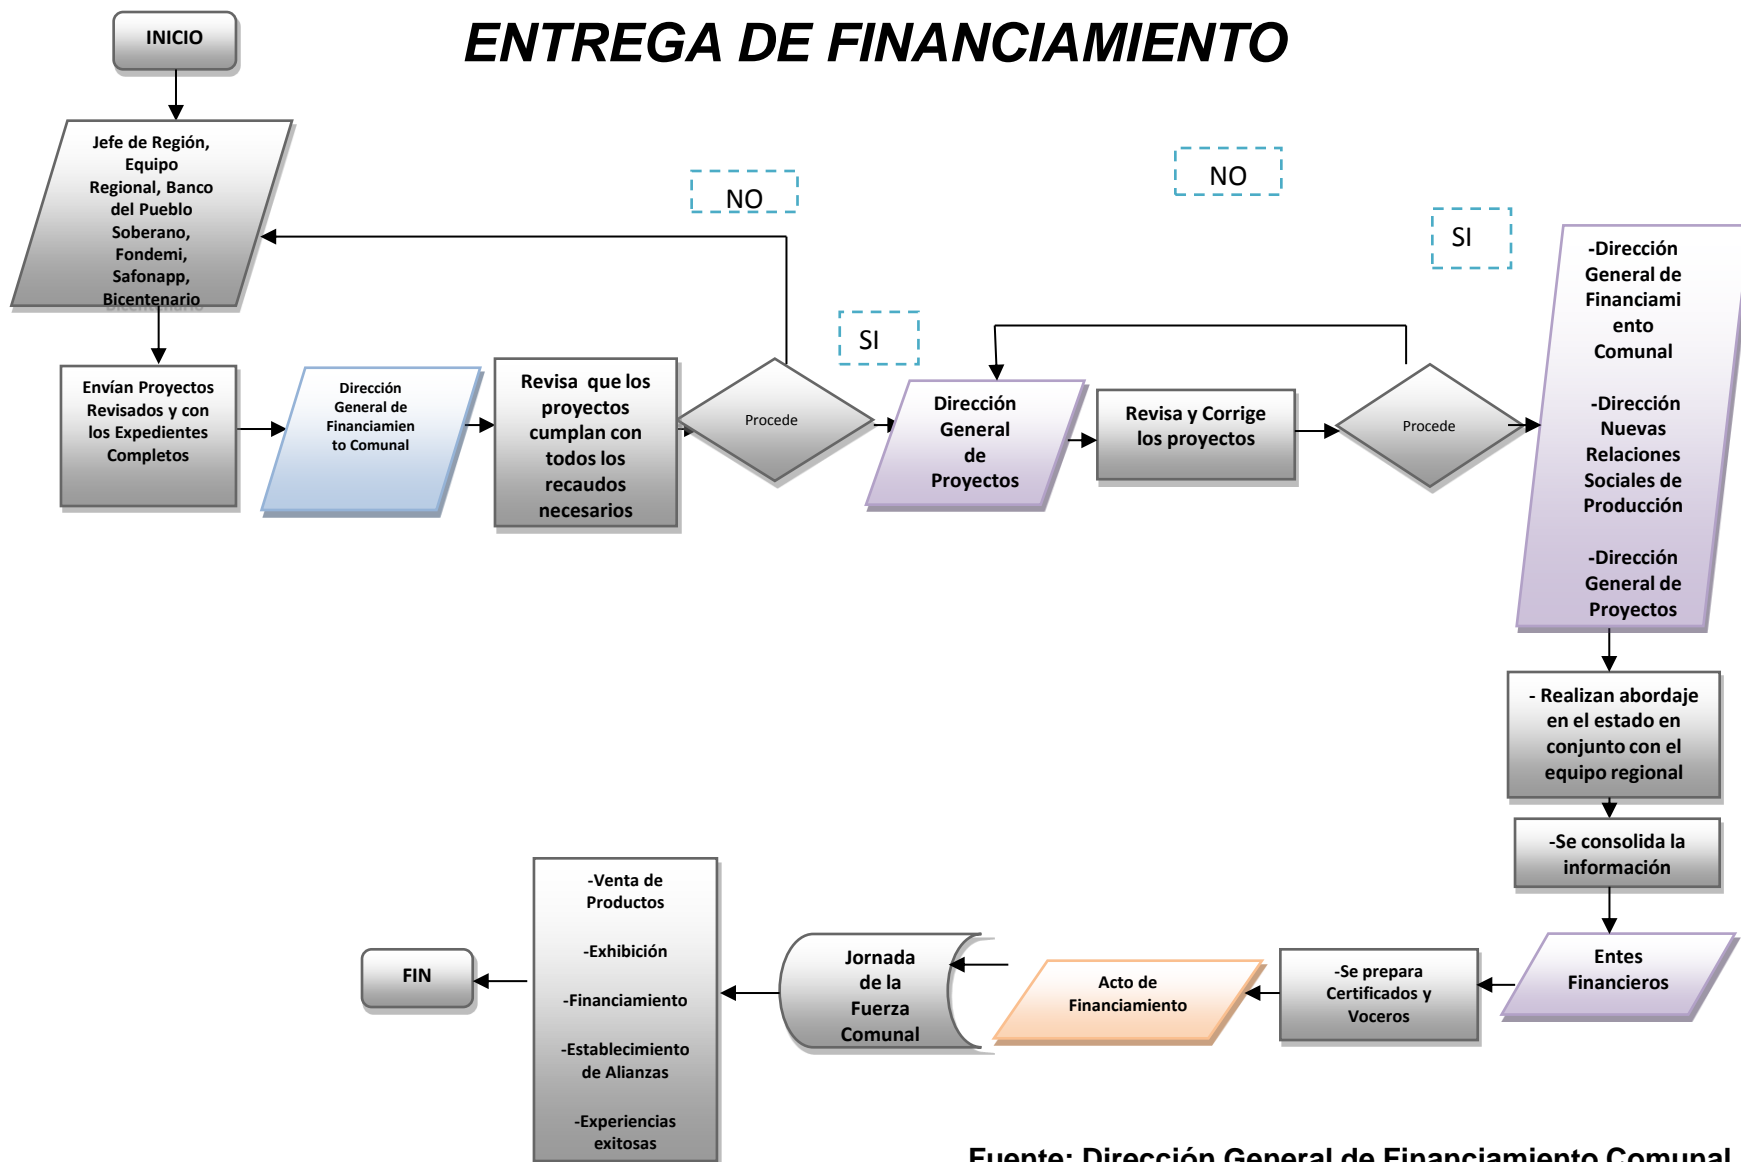 INICIO
ENTREGA DE FINANCIAMIENTO
Jefe de Región,
Equipo
Regional, Banco
del Pueblo
Soberano,
Fondemi,
Safonapp,
Bicentenario
NO
NO
SI
SI
Envían Proyectos
Revisados y con
los Expedientes
Completos
Dirección
General de
Financiamien
to Comunal
Revisa que los
proyectos
cumplan con
todos los
recaudos
necesarios
Procede
Dirección
General
de
Proyectos
Revisa y Corrige
los proyectos
Procede
-Dirección
General de
Financiami
ento
Comunal
-Dirección
Nuevas
Relaciones
Sociales de
Producción
-Dirección
General de
Proyectos
- Realizan abordaje
en el estado en
conjunto con el
equipo regional
-Se consolida la
información
Entes
Financieros
-Se prepara
Certificados y
Voceros
Acto de
Financiamiento
Jornada
de la
Fuerza
Comunal
-Venta de
Productos
-Exhibición
-Financiamiento
-Establecimiento
de Alianzas
-Experiencias
exitosas
FIN
Fuente: Dirección General de Financiamiento Comunal